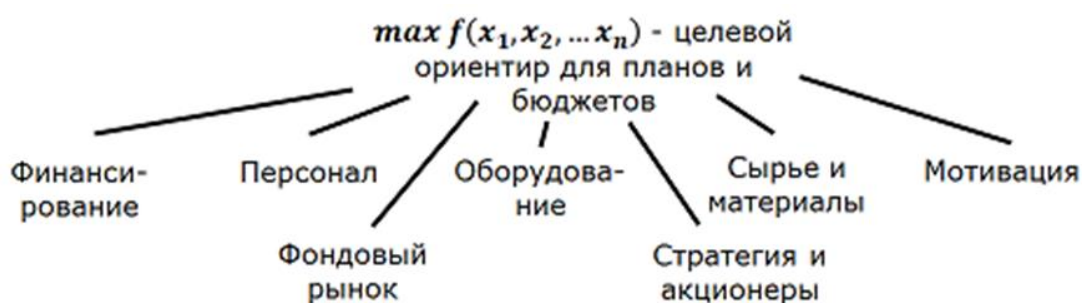 max f(x₁,x₂, …xₙ) - целевой
ориентир для планов и
бюджетов
Финанси-
рование
Персонал
Оборудова-
ние
Сырье и
материалы
Мотивация
Фондовый
рынок
Стратегия и
акционеры